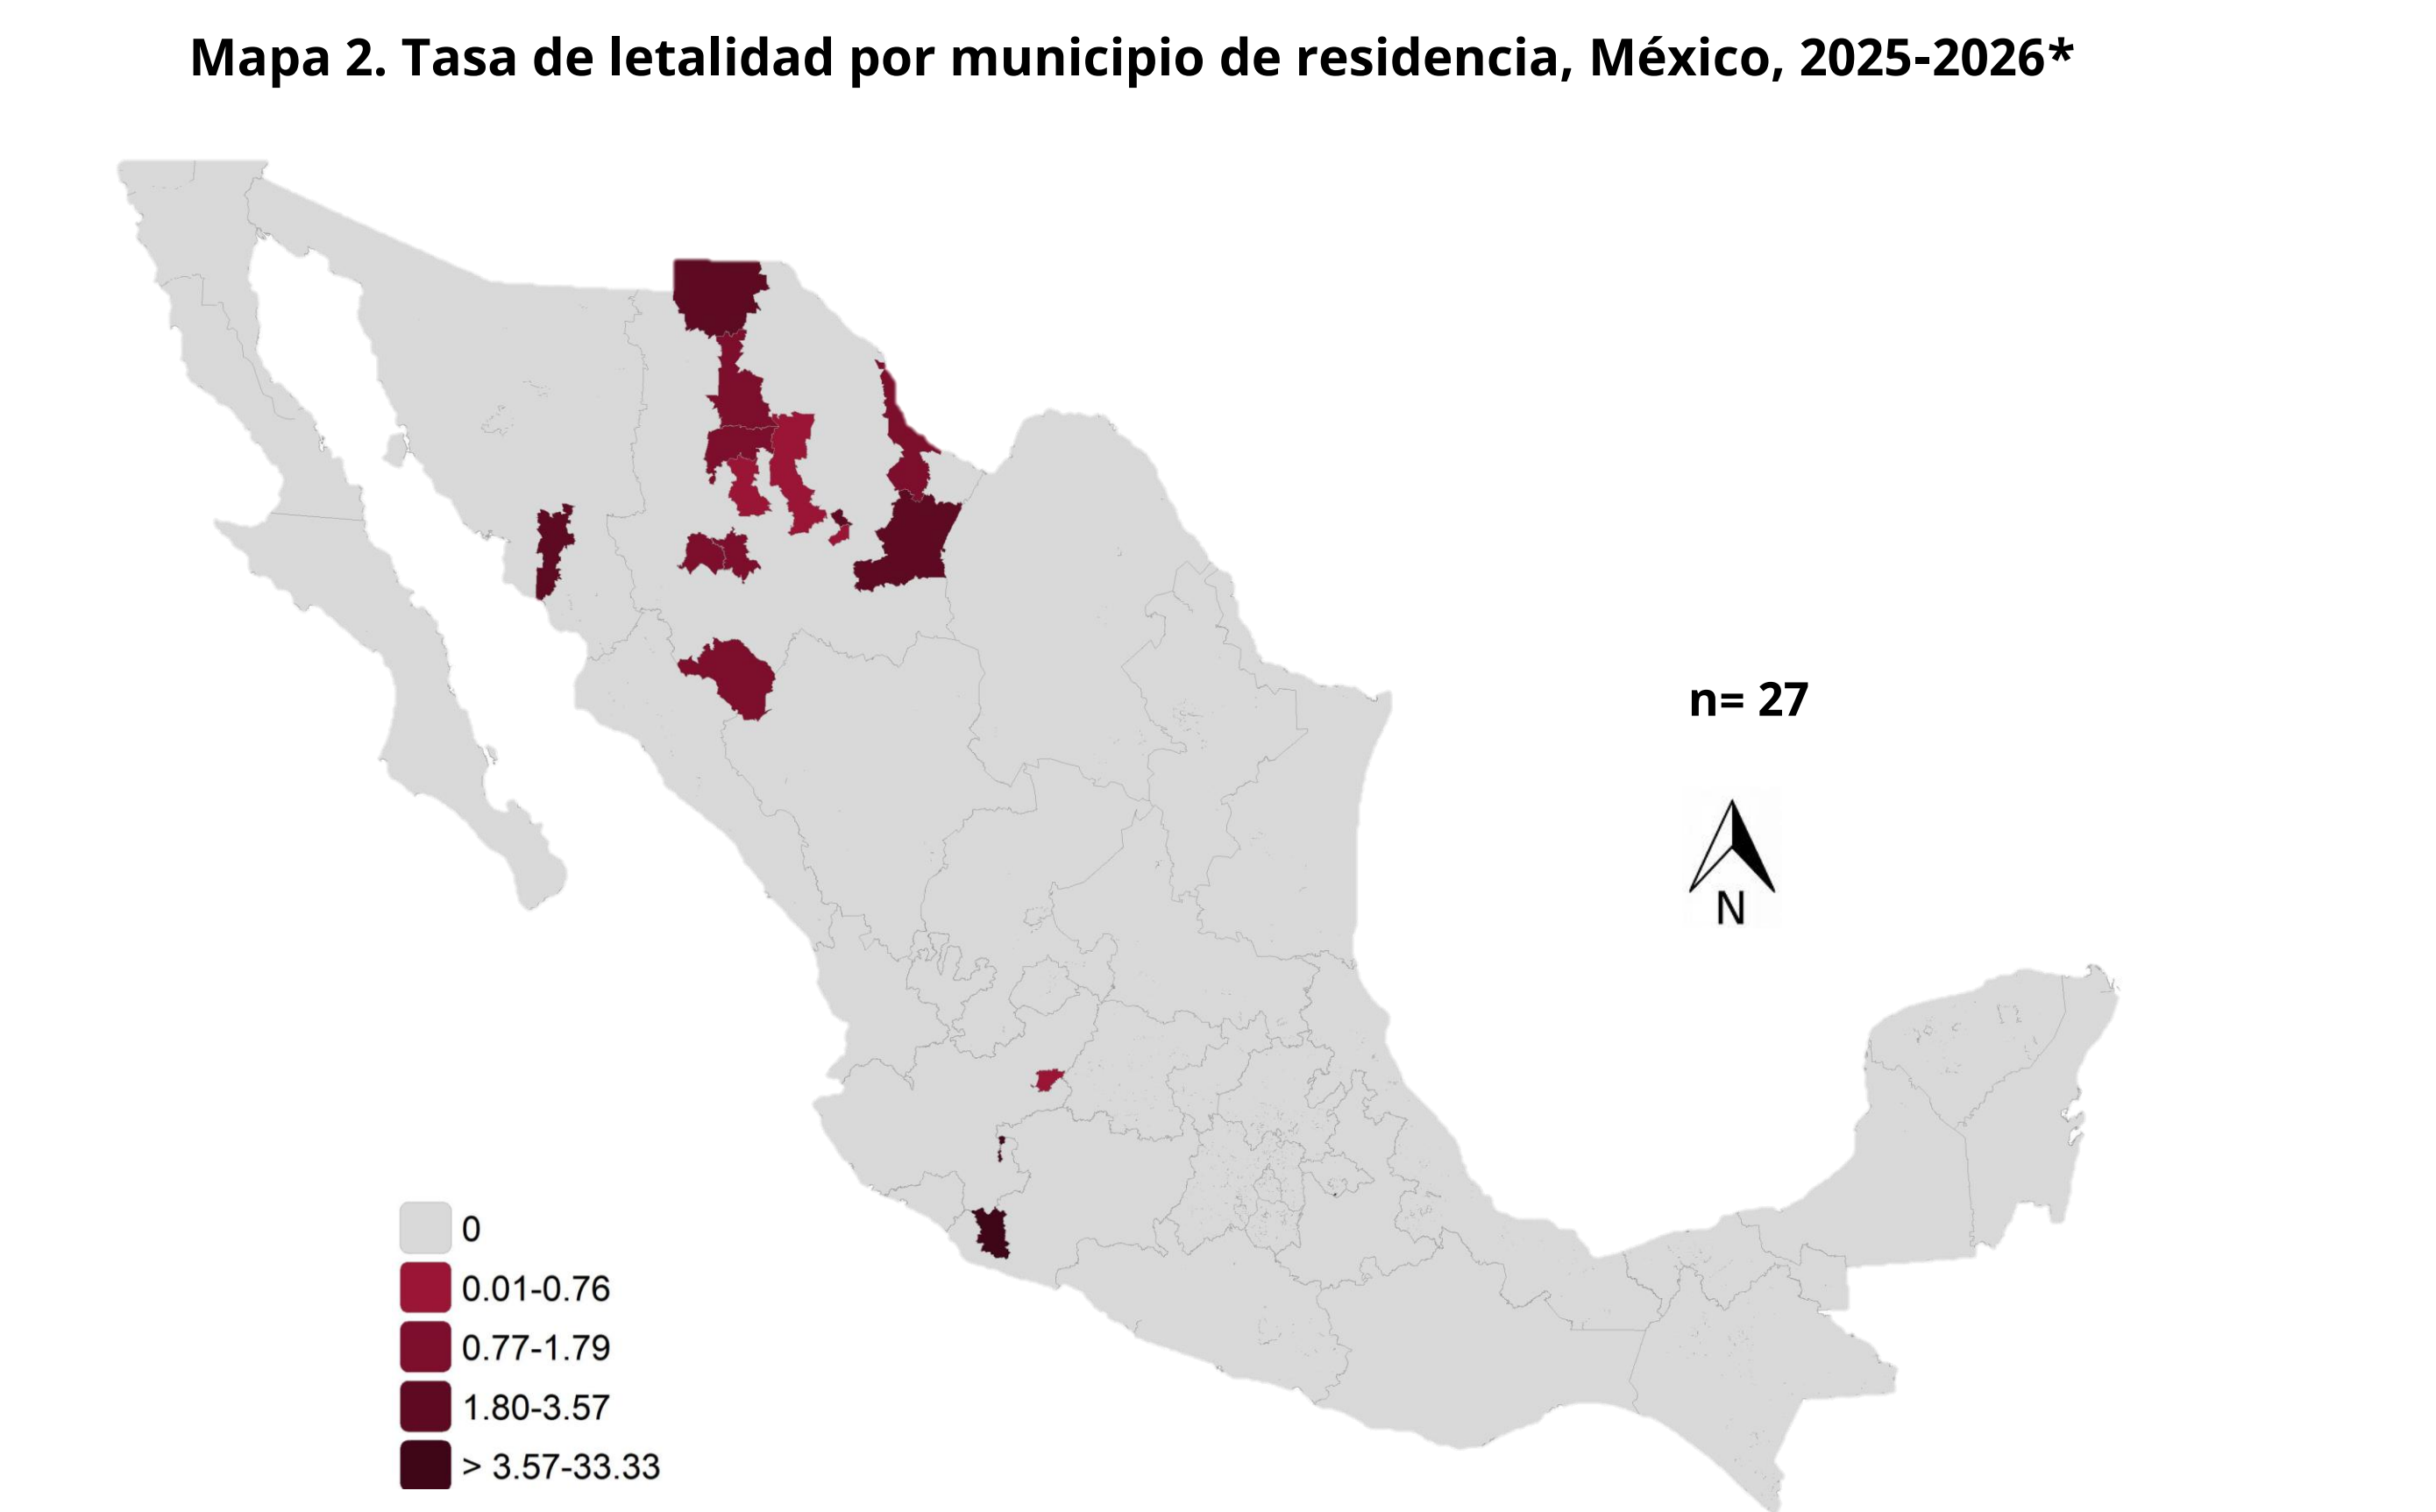 Mapa 2. Tasa de letalidad por municipio de residencia, México, 2025-2026*
n= 27
N
0
0.01-0.76
0.77-1.79
1.80-3.57
> 3.57-33.33